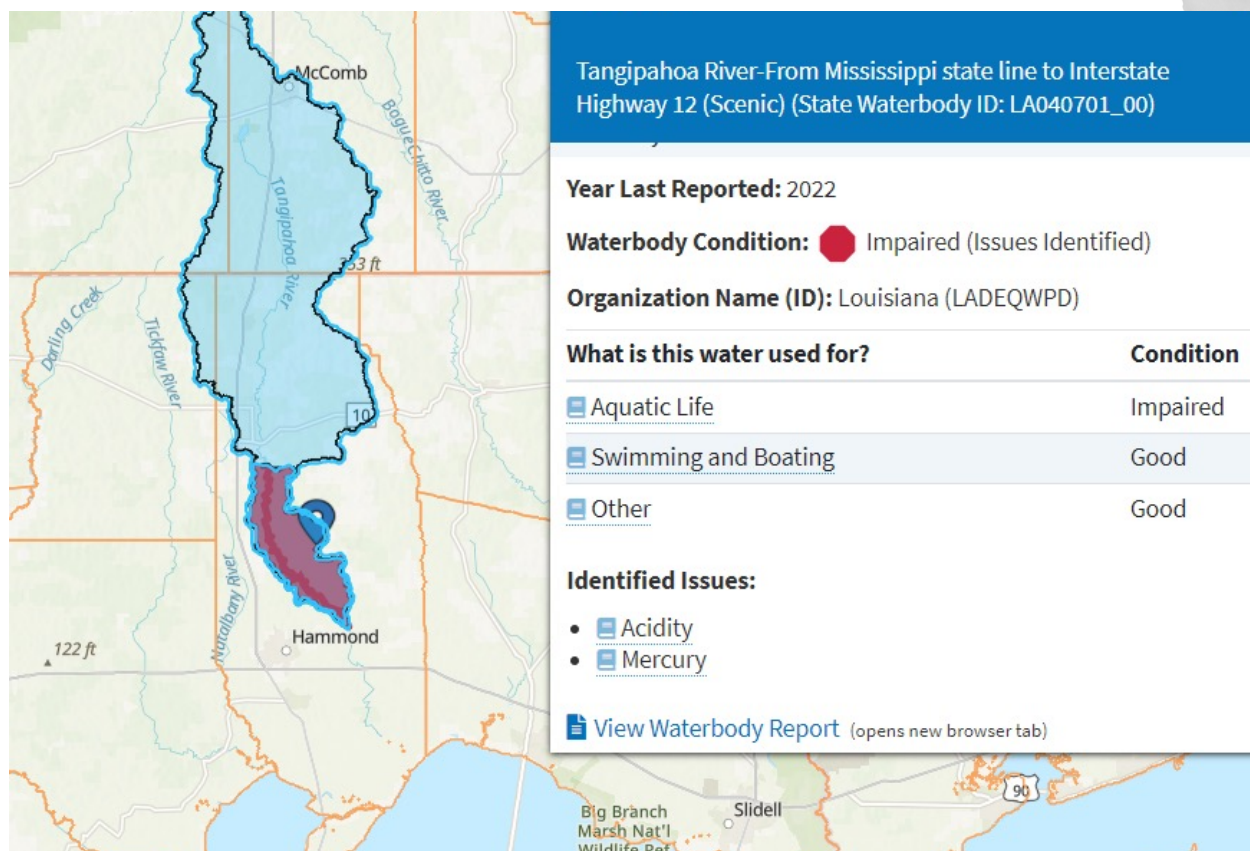 McComb
Bogue Chitto River
Tangipahoa River
353 ft
Darling Creek
Tickfaw River
10
Natalbany River
Hammond
122 ft
Tangipahoa River-From Mississippi state line to Interstate
Highway 12 (Scenic) (State Waterbody ID: LA040701_00)
Year Last Reported: 2022
Waterbody Condition: Impaired (Issues Identified)
Organization Name (ID): Louisiana (LADEQWPD)
What is this water used for? Condition
Aquatic Life Impaired
Swimming and Boating Good
Other Good
Identified Issues:
• Acidity
• Mercury
View Waterbody Report (opens new browser tab)
90
Big Branch
Marsh Nat'l
Wildlife Ref
Slidell